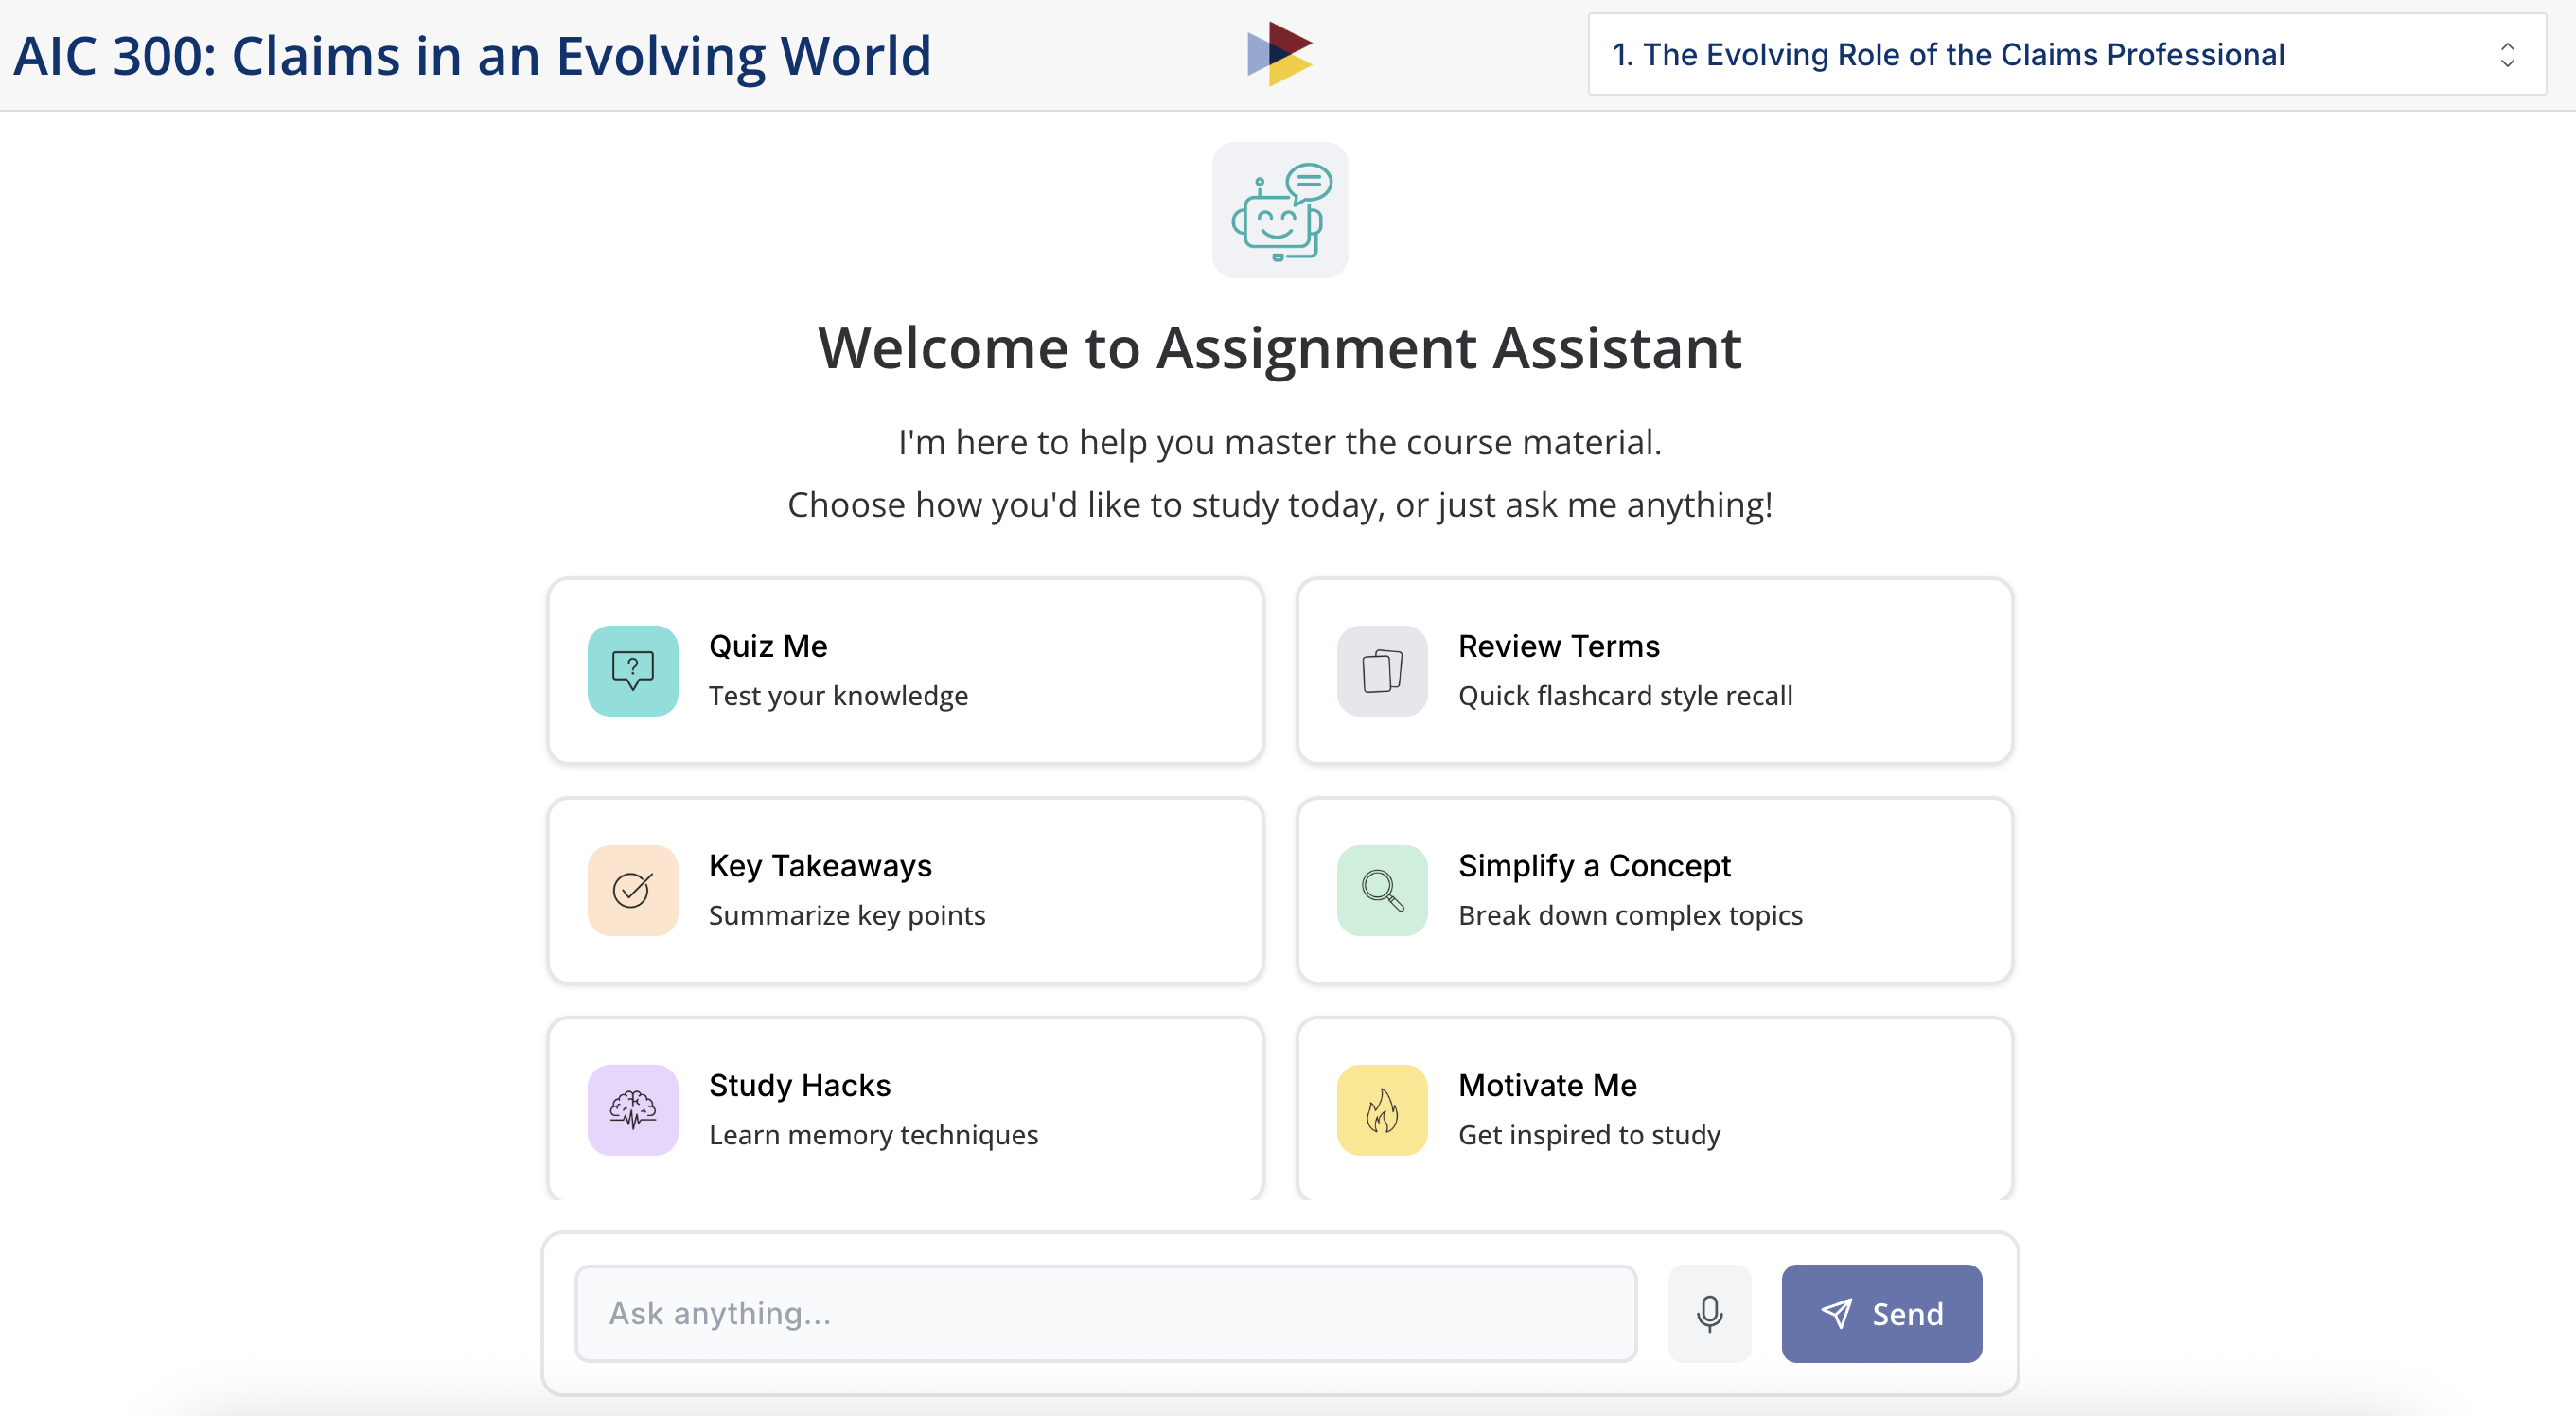 AIC 300: Claims in an Evolving World
1. The Evolving Role of the Claims Professional
Welcome to Assignment Assistant
I'm here to help you master the course material.
Choose how you'd like to study today, or just ask me anything!
Quiz Me
Test your knowledge
Review Terms
Quick flashcard style recall
Key Takeaways
Summarize key points
Simplify a Concept
Break down complex topics
Study Hacks
Learn memory techniques
Motivate Me
Get inspired to study
Ask anything...
Send